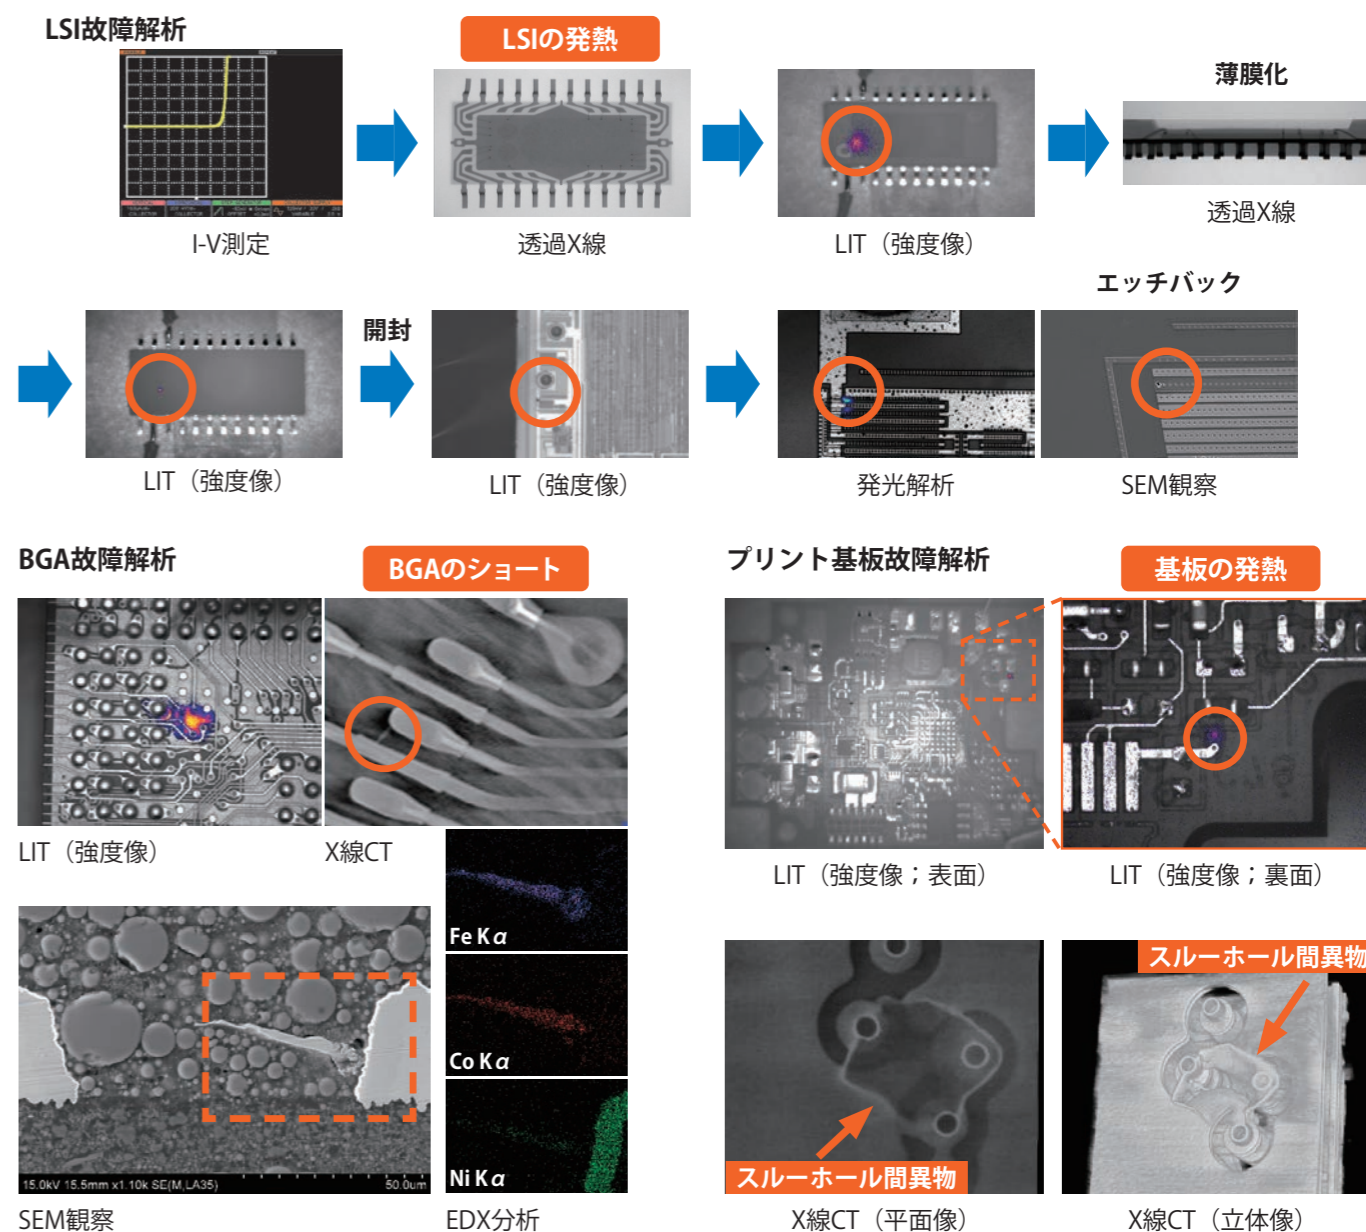 LSI故障解析
LSIの発熱
薄膜化
I-V測定
透過X線
LIT（強度像）
透過X線
開封
エッチバック
LIT（強度像）
LIT（強度像）
発光解析
SEM観察
BGA故障解析
BGAのショート
LIT（強度像）
X線CT
Fe Kα
Co Kα
Ni Kα
15.0kV 15.5mm x1.10k SE(M,LA35)
50.0um
SEM観察
EDX分析
プリント基板故障解析
基板の発熱
LIT（強度像；表面）
LIT（強度像；裏面）
スルーホール間異物
スルーホール間異物
X線CT（平面像）
X線CT（立体像）